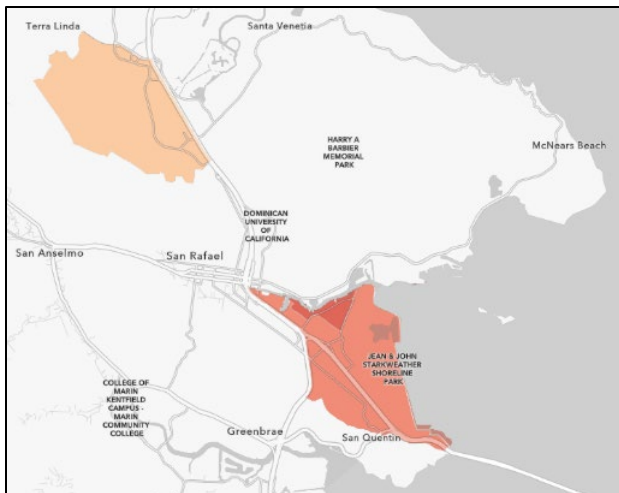 Terra Linda
Santa Venetia
HARRY A
BARBIER
MEMORIAL
PARK
McNears Beach
DOMINICAN
UNIVERSITY
OF
CALIFORNIA
San Anselmo
San Rafael
JEAN & JOHN
STARKWEATHER
SHORELINE
PARK
COLLEGE OF
MARIN
KENTFIELD
CAMPUS -
MARIN
COMMUNITY
COLLEGE
Greenbrae
San Quentin